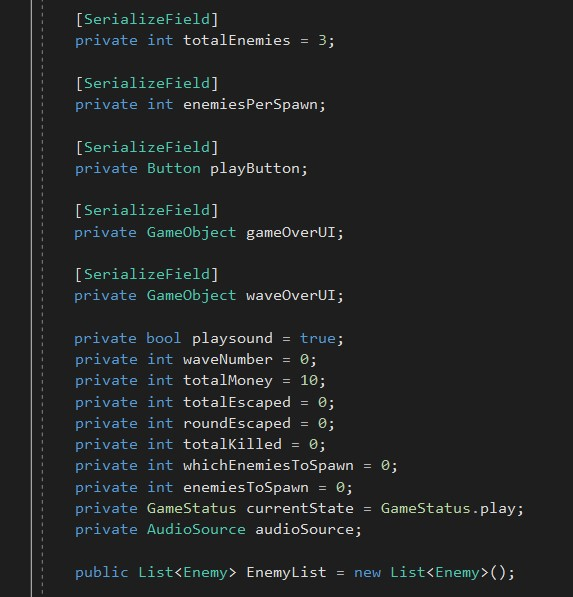 [SerializeField]
private int totalEnemies = 3;
[SerializeField]
private int enemiesPerSpawn;
[SerializeField]
private Button playButton;
[SerializeField]
private GameObject gameOverUI;
[SerializeField]
private GameObject waveOverUI;
private bool playsound = true;
private int waveNumber = 0;
private int totalMoney = 10;
private int totalEscaped = 0;
private int roundEscaped = 0;
private int totalKilled = 0;
private int whichEnemiesToSpawn = 0;
private int enemiesToSpawn = 0;
private GameStatus currentState = GameStatus.play;
private AudioSource audioSource;
public List<Enemy> EnemyList = new List<Enemy>();